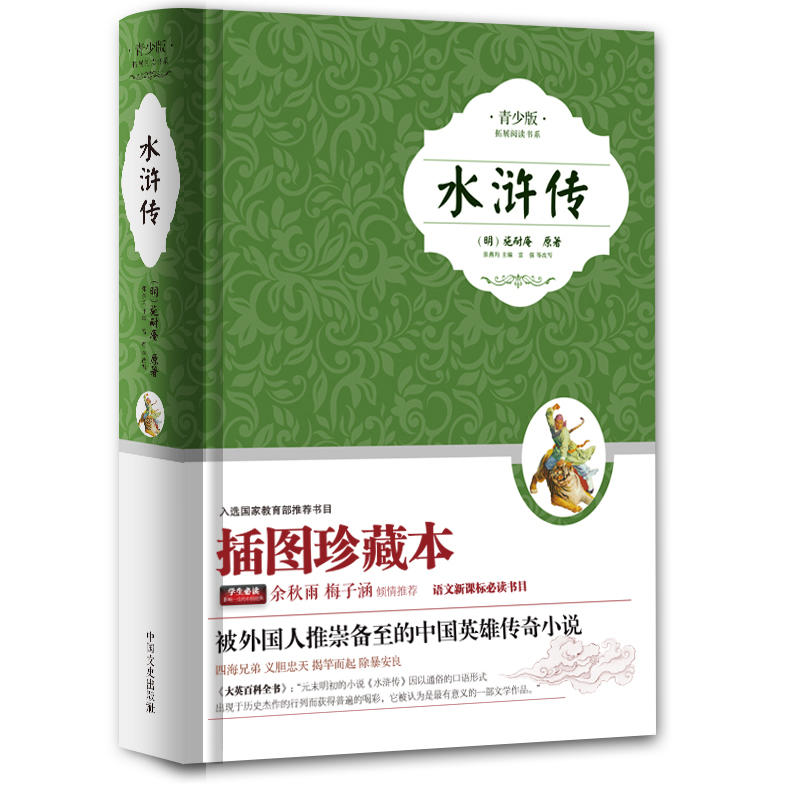 ·青少版·
水浒传
(明)施耐庵 原著
中国文史出版社
·青少版·
拓展阅读书系
水浒传
(明)施耐庵 原著
入选国家教育部推荐书目
插图珍藏本
学生必读
余秋雨 梅子涵 倾情推荐
语文新课标必读书目
被外国人推崇备至的中国英雄传奇小说
四海兄弟 义胆忠天 揭竿而起 除暴安良
《大英百科全书》:“元末明初的小说《水浒传》因以通俗的口语形式
出现于历史杰作的行列而获得普遍的喝彩,它被认为是最有意义的一部文学作品。”